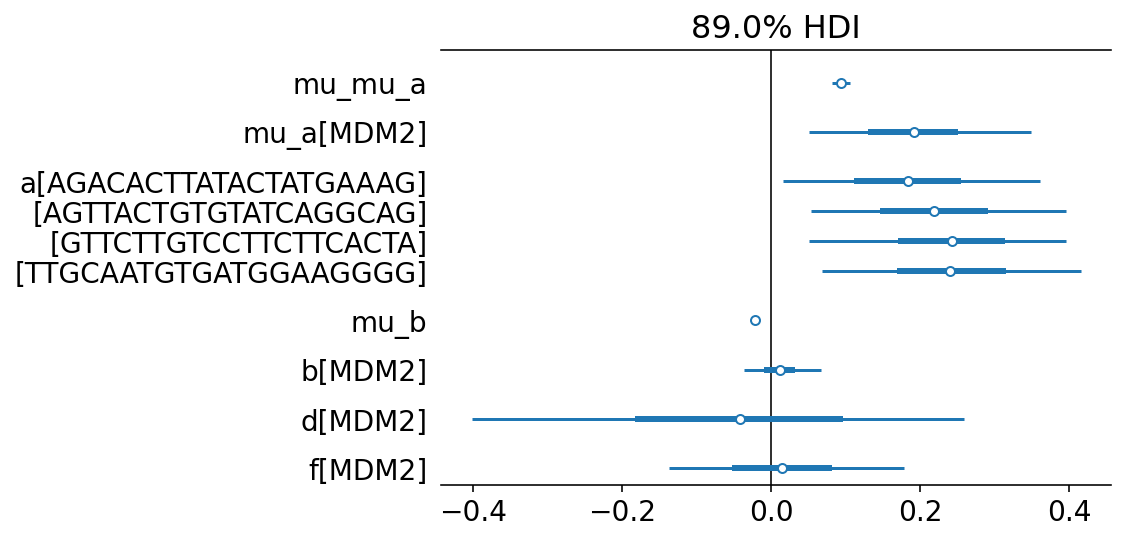 89.0% HDI
mu_mu_a
mu_a[MDM2]
a[AGACACTTATACTATGAAAG]
[AGTTACTGTGTATCAGGCAG]
[GTTCTTGTCCTTCTTCACTA]
[TTGCAATGTGATGGAAGGGG]
mu_b
b[MDM2]
d[MDM2]
f[MDM2]
−0.4 −0.2 0.0 0.2 0.4